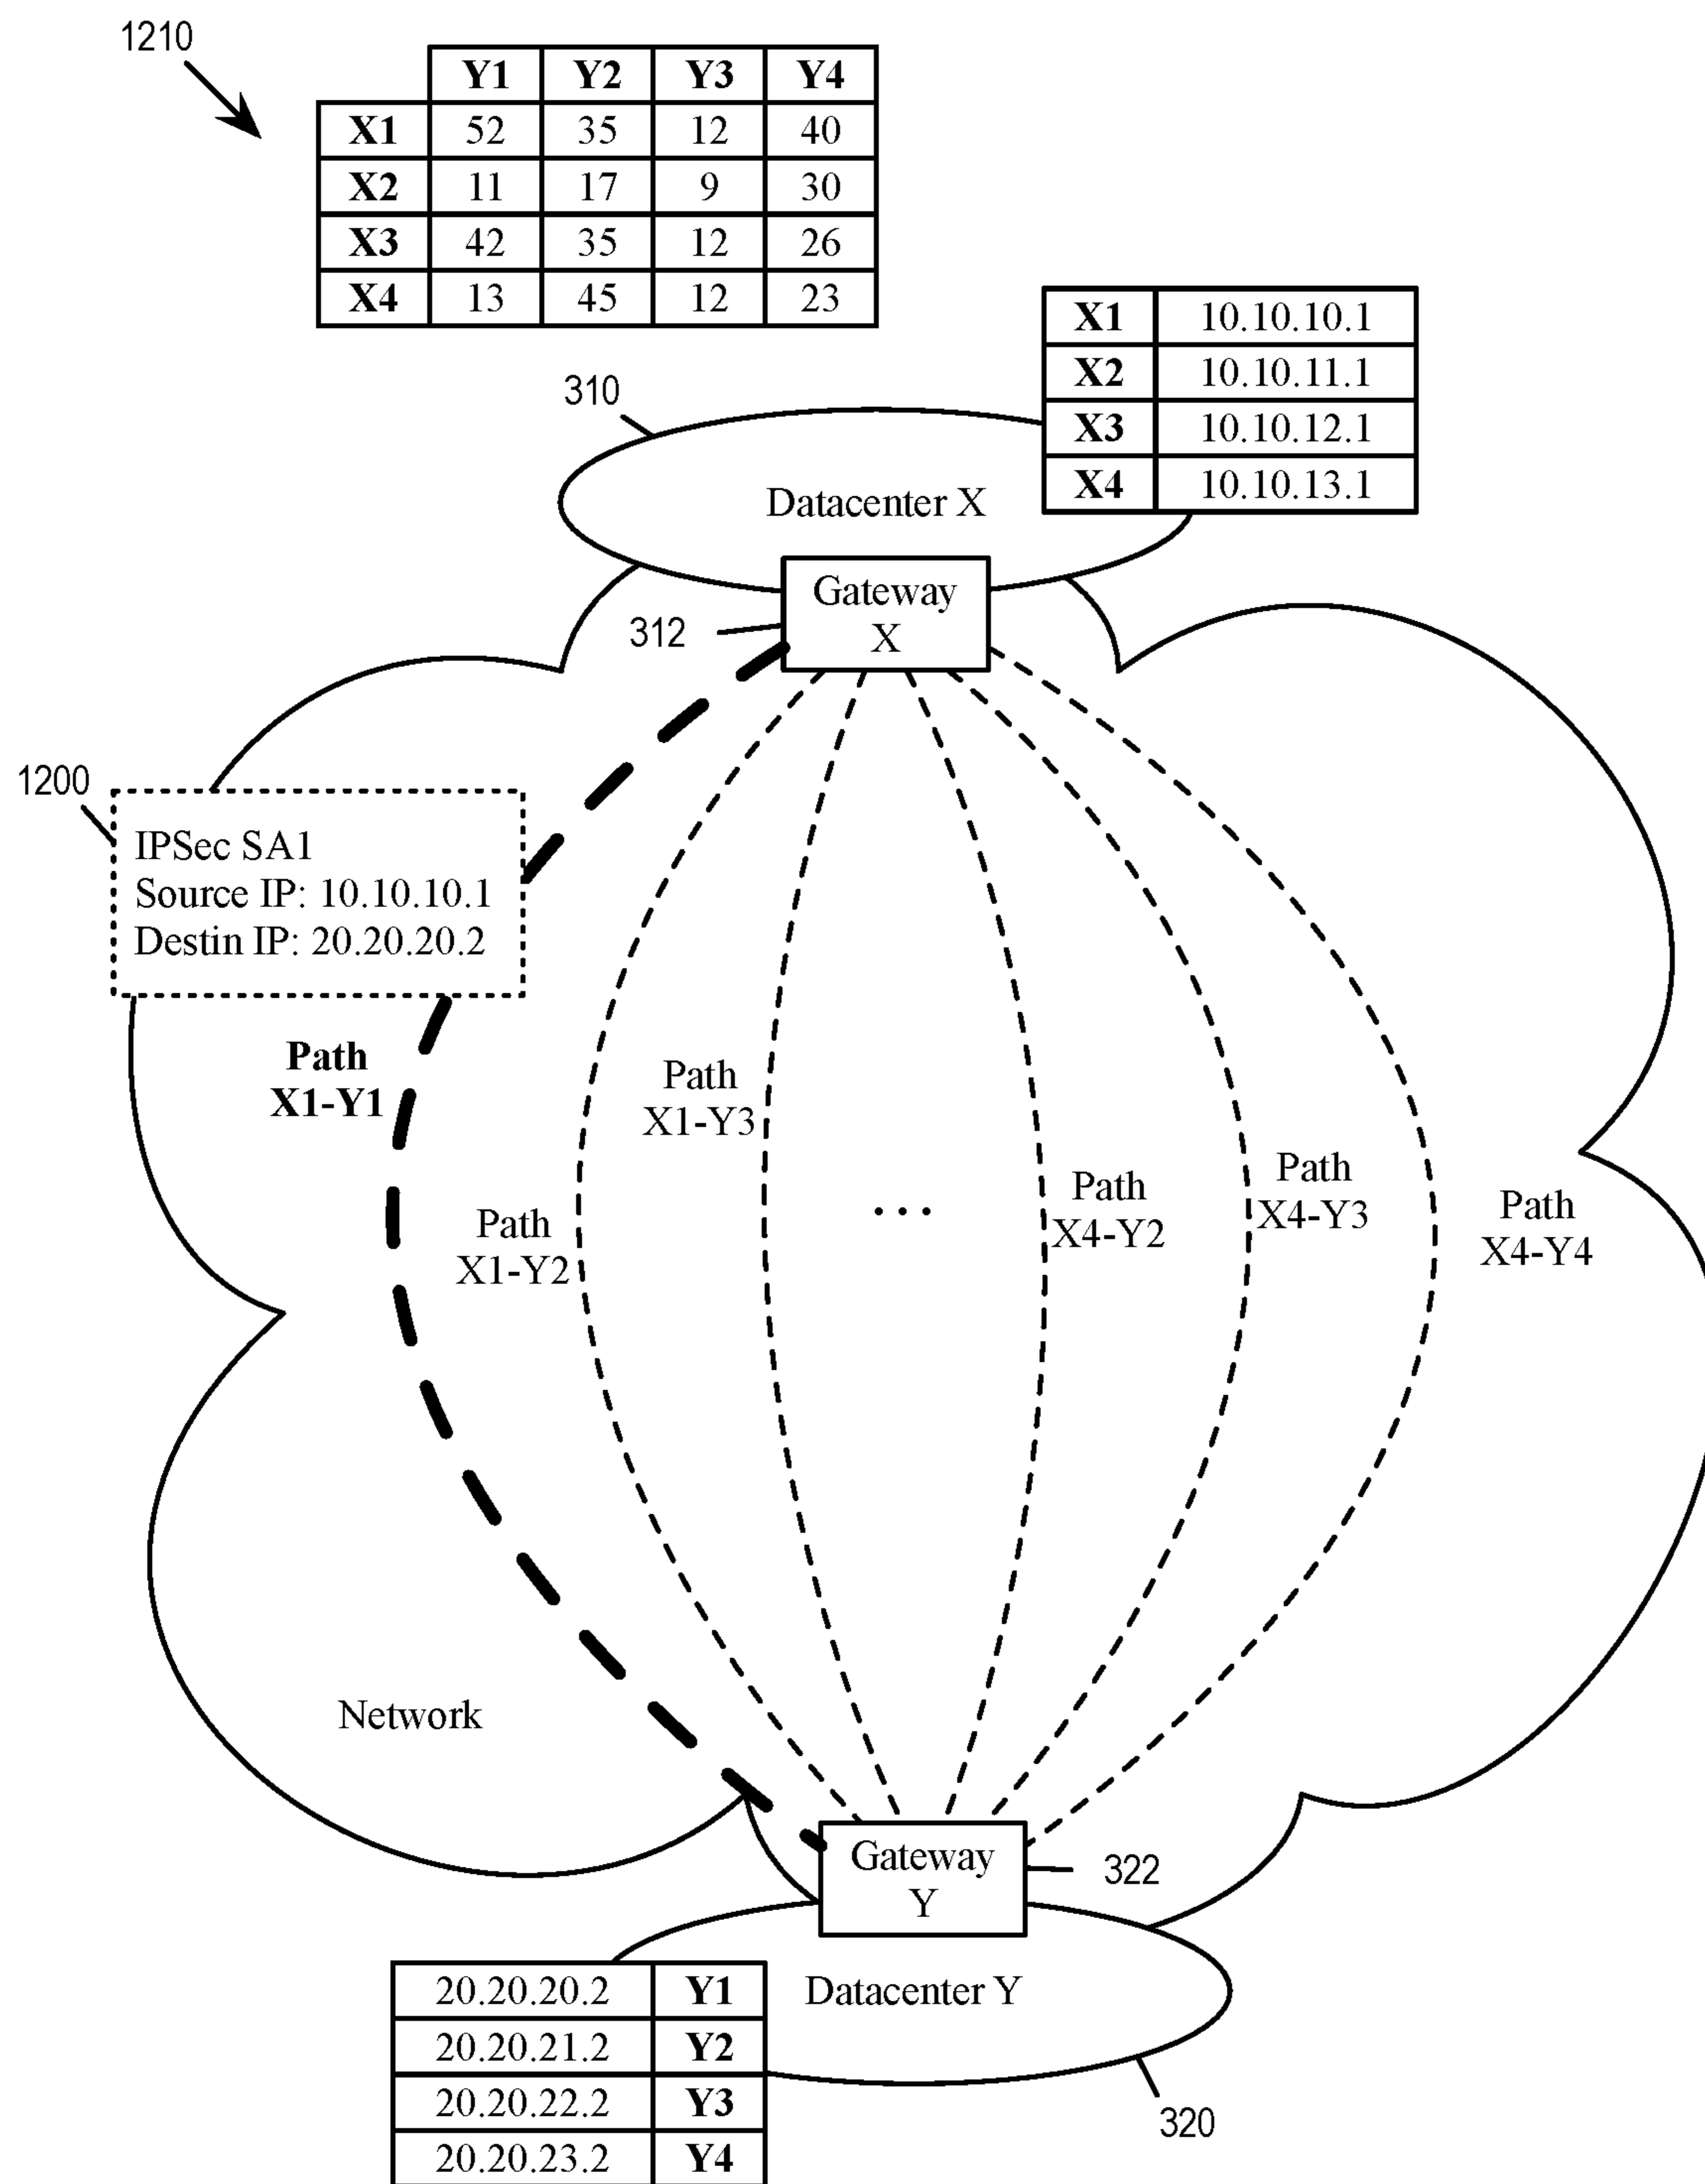 1210
Y1 Y2 Y3 Y4
X1 52 35 12 40
X2 11 17 9 30
X3 42 35 12 26
X4 13 45 12 23
X1 10.10.10.1
X2 10.10.11.1
X3 10.10.12.1
X4 10.10.13.1
310
Datacenter X
Gateway
X
312
1200
IPSec SA1
Source IP: 10.10.10.1
Destin IP: 20.20.20.2
Path
X1-Y1
Path
X1-Y2
Path
X1-Y3
...
Path
X4-Y2
Path
X4-Y3
Path
X4-Y4
Network
Gateway
Y
322
Datacenter Y
20.20.20.2 Y1
20.20.21.2 Y2
20.20.22.2 Y3
20.20.23.2 Y4
320